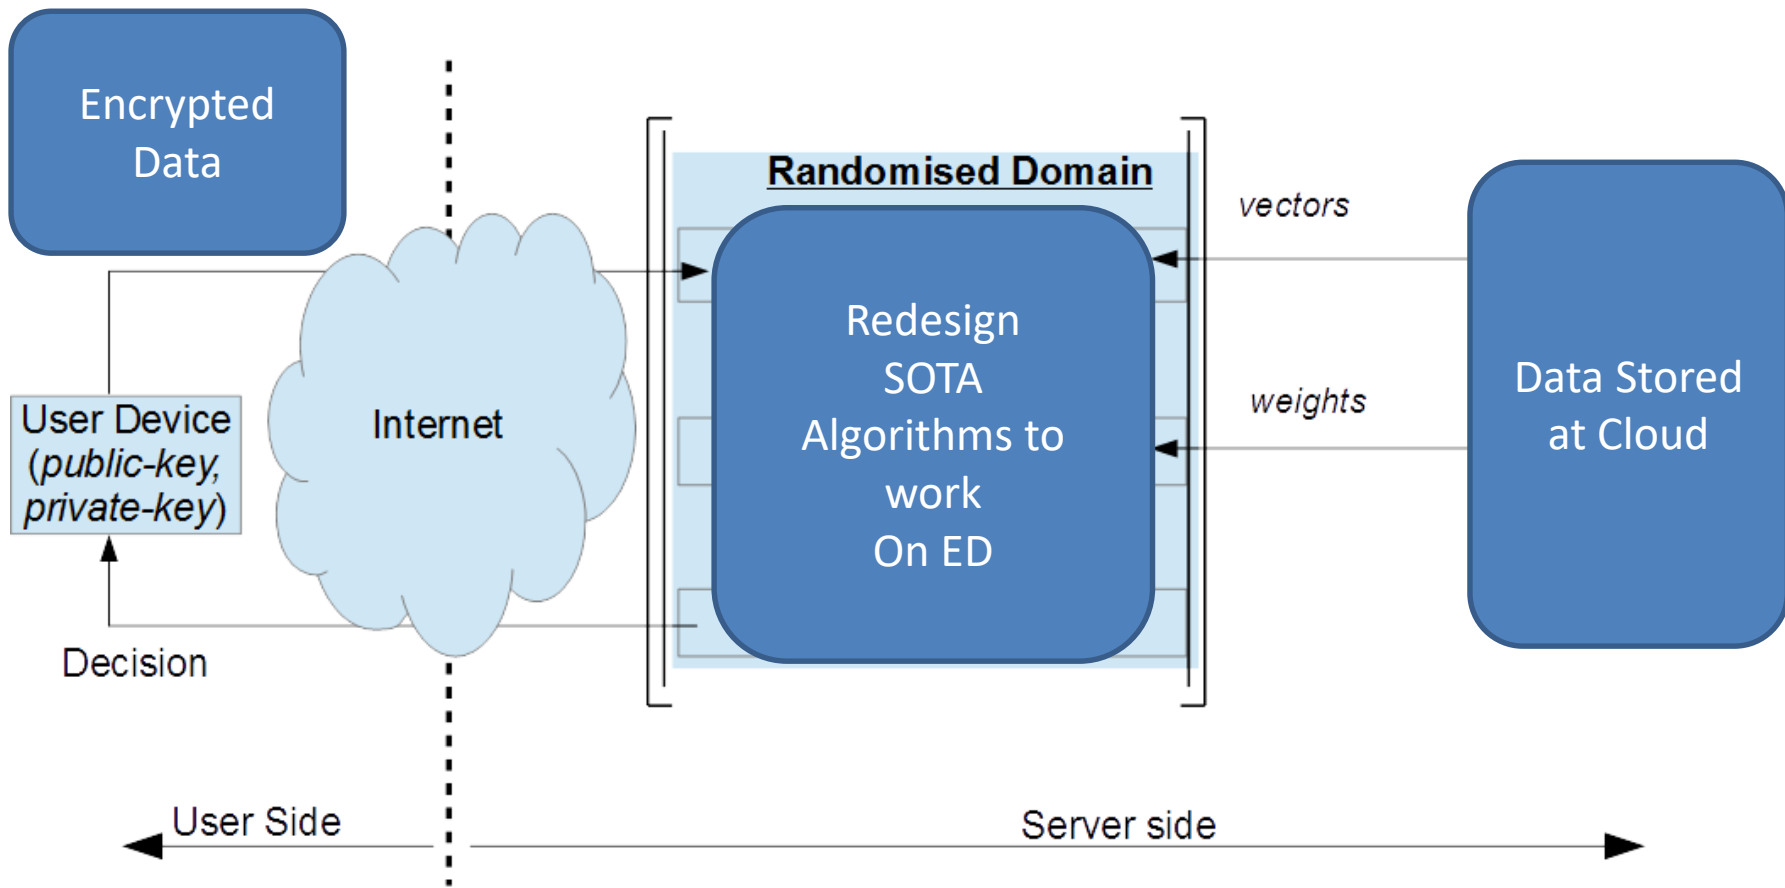 Encrypted
Data
Randomised Domain
vectors
Redesign
SOTA
Algorithms to
work
On ED
weights
Data Stored
at Cloud
User Device
(public-key,
private-key)
Internet
Decision
User Side
Server side